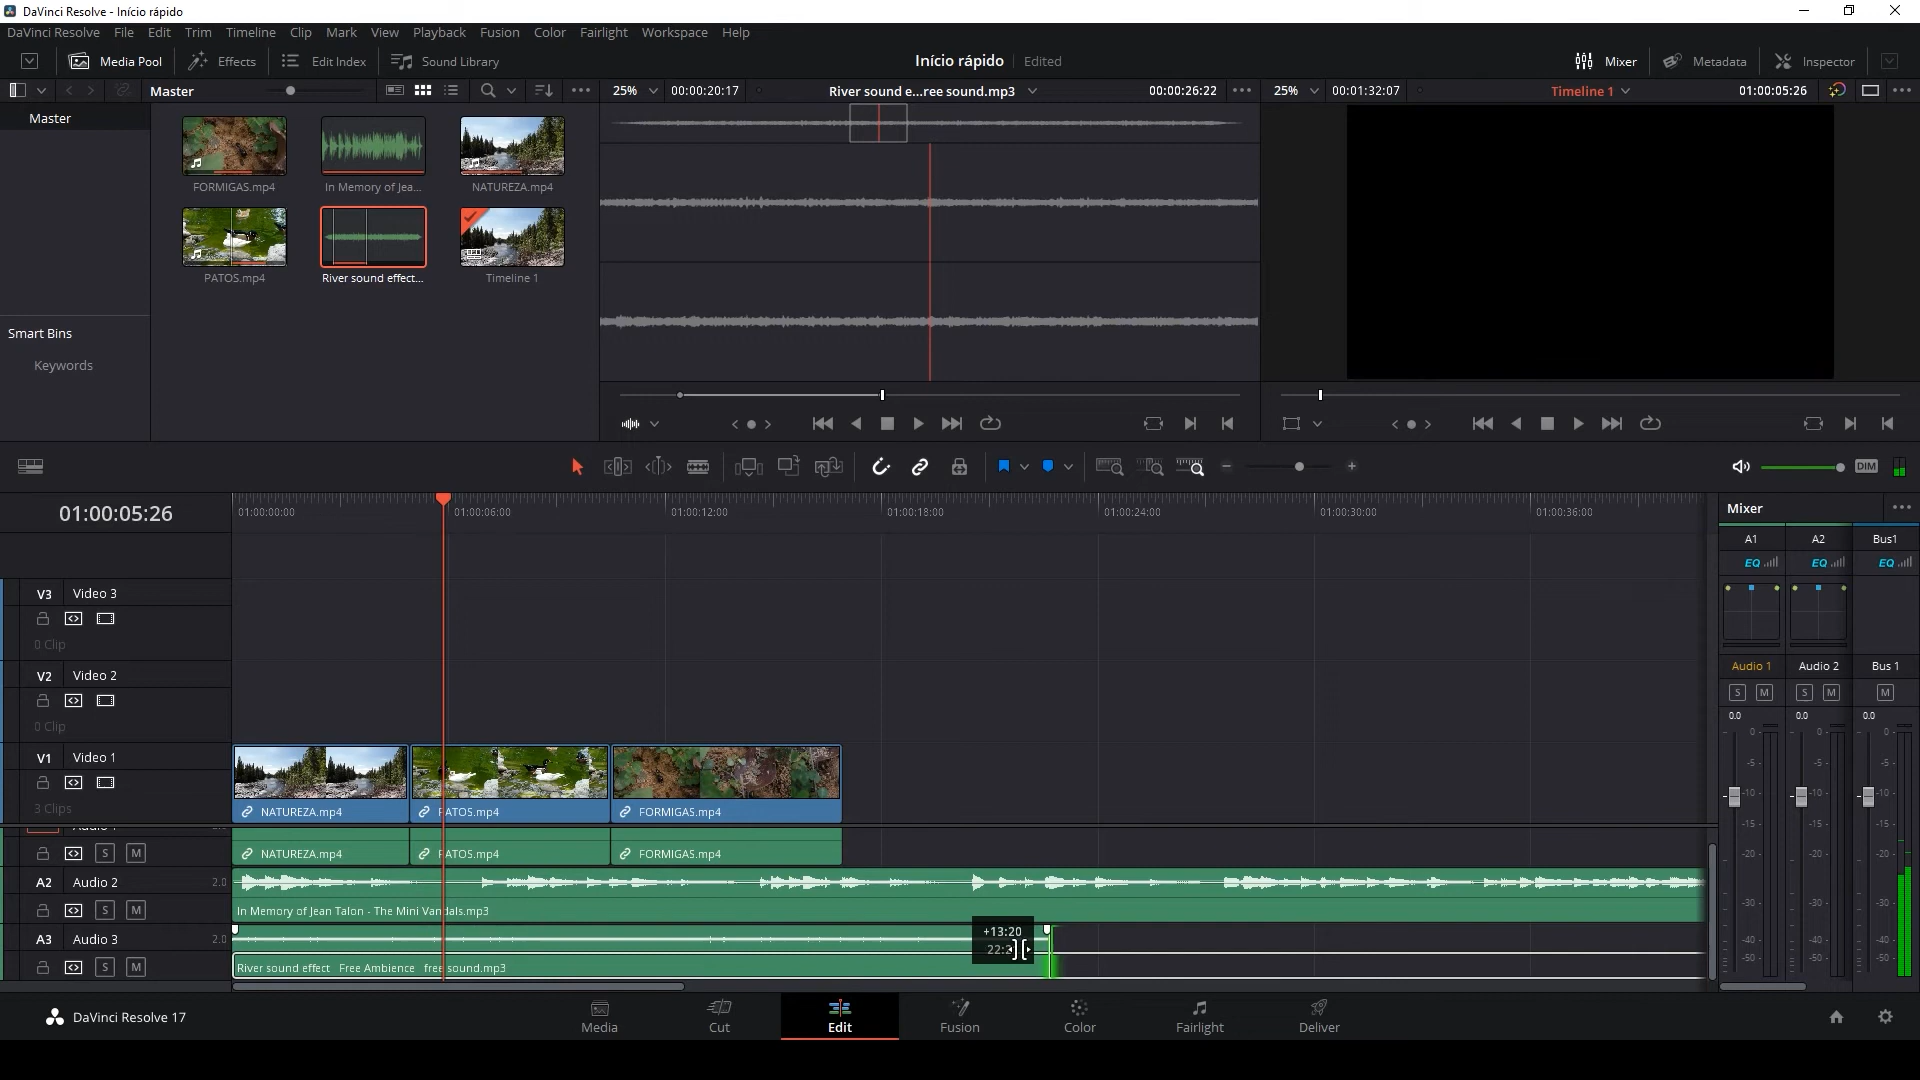 DaVinci Resolve - Início rápido
DaVinci Resolve File Edit Trim Timeline Clip Mark View Playback Fusion Color Fairlight Workspace Help
Media Pool Effects Edit Index Sound Library Início rápido Edited Mixer Metadata Inspector
Master 25% 00:00:20:17 River sound e...ree sound.mp3 00:00:26:22 25% 00:01:32:07 Timeline 1 01:00:05:26
Master
FORMIGAS.mp4 In Memory of Jea... NATUREZA.mp4
PATOS.mp4 River sound effect... Timeline 1
Smart Bins
Keywords
DIM
01:00:05:26
01:00:00:00 01:00:06:00 01:00:12:00 01:00:18:00 01:00:24:00 01:00:30:00 01:00:36:00
V3 Video 3
0 Clip
V2 Video 2
0 Clip
V1 Video 1
3 Clips
NATUREZA.mp4 PATOS.mp4 FORMIGAS.mp4
S M
NATUREZA.mp4 PATOS.mp4 FORMIGAS.mp4
A2 Audio 2 2.0
S M
In Memory of Jean Talon - The Mini Vandals.mp3
A3 Audio 3 2.0
S M
River sound effect Free Ambience free sound.mp3
+13:20
Mixer
A1 A2 Bus1
EQ EQ EQ
Audio 1 Audio 2 Bus 1
S M S M M
0.0 0.0 0.0
0 0 0
-5 -5 -5
-10 -10 -10
-15 -15 -15
-20 -20 -20
-30 -30 -30
-40 -40 -40
-50 -50 -50
DaVinci Resolve 17
Media Cut Edit Fusion Color Fairlight Deliver